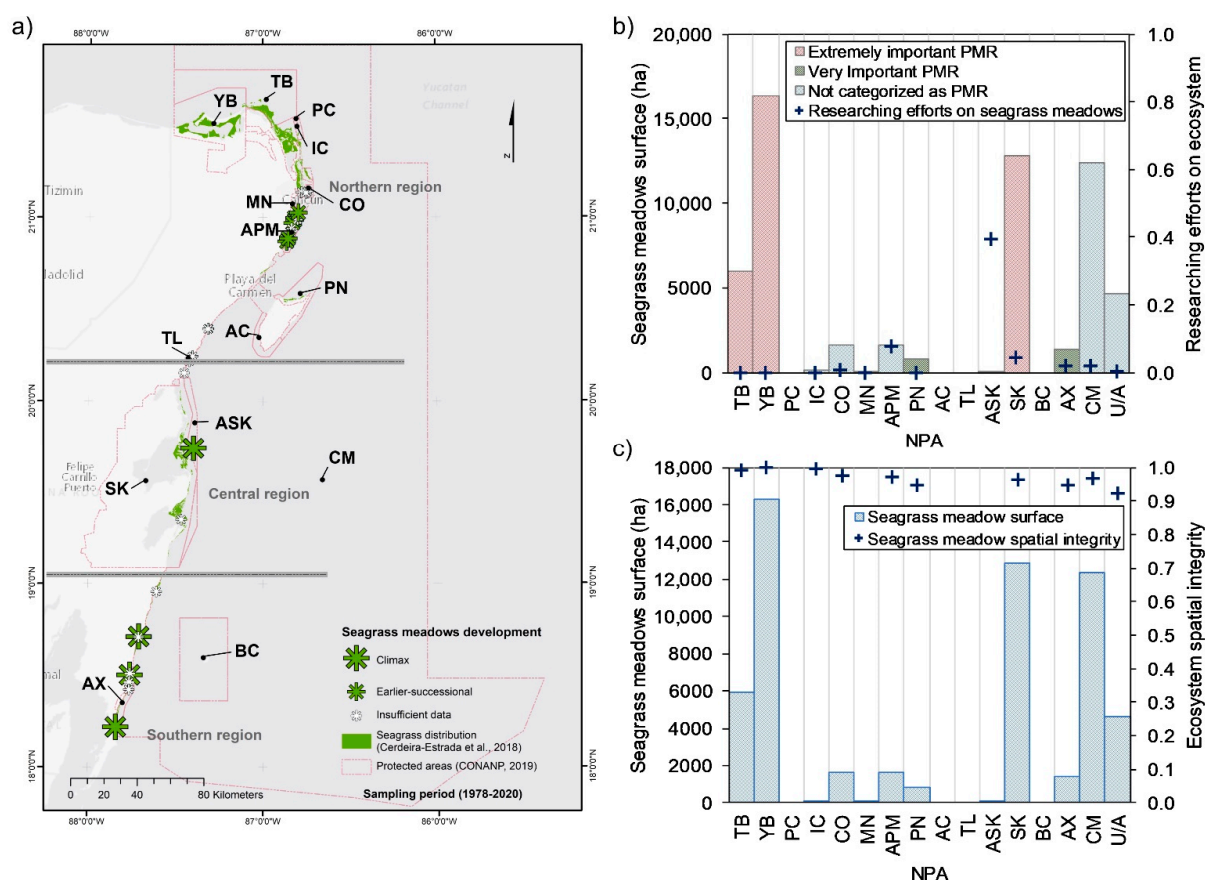 a)
88°0'0"W
87°0'0"W
86°0'0"W
Yucatan
Channel
TB
YB
PC
IC
N
Northern region
Tizimin
MN
Cancun
CO
21°0'0"N
21°0'0"N
APM
ladolid
Playa del
Carmen
PN
AC
TL
20°0'0"N
20°0'0"N
ASK
CM
Felipe
Carrillo
Puerto
SK
Central region
19°0'0"N
19°0'0"N
Seagrass meadows development
BC
Climax
mal
AX
Earlier-successional
Insufficient data
Southern region
Seagrass distribution
(Cerdeira-Estrada et al., 2018)
18°0'0"N
18°0'0"N
Protected areas (CONANP, 2019)
0 20 40 80 Kilometers
Sampling period (1978-2020)
88°0'0"W
87°0'0"W
86°0'0"W
b)
Seagrass meadows surface (ha)
20,000
15,000
10,000
5000
0
Extremely important PMR
Very Important PMR
Not categorized as PMR
Researching efforts on seagrass meadows
1.0
0.8
0.6
0.4
0.2
0.0
Researching efforts on ecosystem
TB YB PC IC CO MN APM PN AC TL ASK SK BC AX CM U/A
NPA
c)
Seagrass meadows surface (ha)
18,000
16,000
14,000
12,000
10,000
8000
6000
4000
2000
0
Seagrass meadow surface
Seagrass meadow spatial integrity
1.0
0.9
0.8
0.7
0.6
0.5
0.4
0.3
0.2
0.1
0.0
Ecosystem spatial integrity
TB YB PC IC CO MN APM PN AC TL ASK SK BC AX CM U/A
NPA